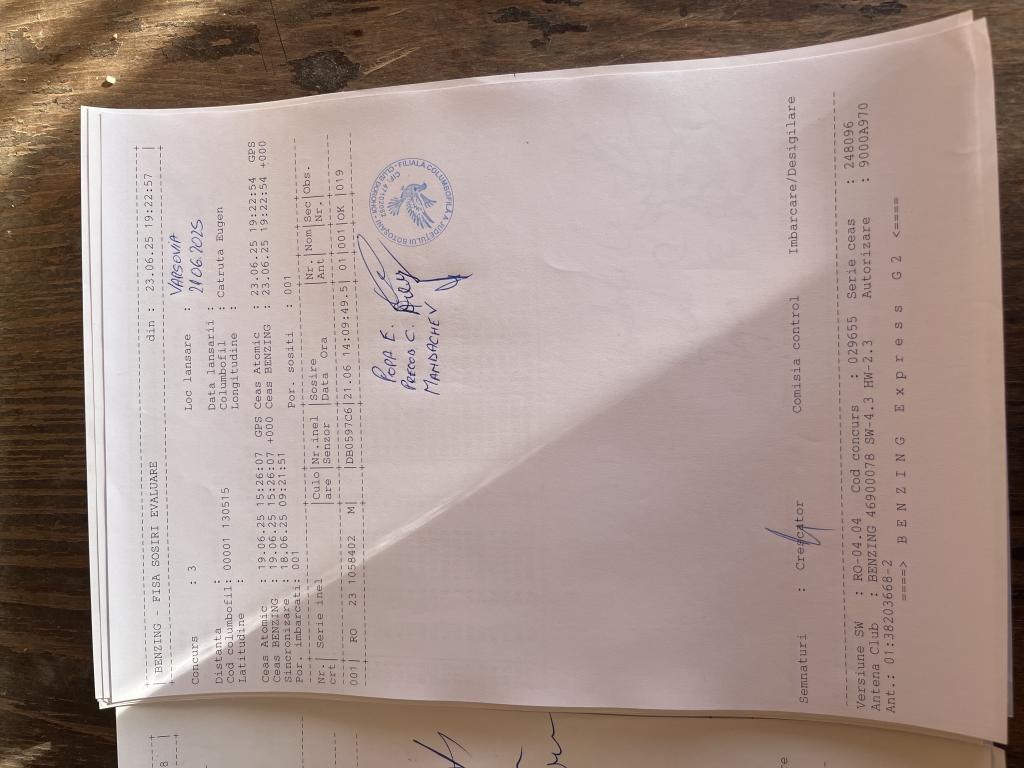 BENZING - FISA SOSIRI EVALUARE din : 23.06.25 19:22:57
Concurs : 3 Loc lansare : VARSOVIA
Data lansarii : 21.06.2025
Distanta : Columbofil : Catruta Eugen
Cod columbofil: 00001 130515 Longitudine :
Latitudine :
Ceas Atomic : 19.06.25 15:26:07 GPS Ceas Atomic : 23.06.25 19:22:54 GPS
Ceas BENZING : 19.06.25 15:26:07 +000 Ceas BENZING : 23.06.25 19:22:54 +000
Sincronizare : 18.06.25 09:21:51
Por. imbarcati: 001 Por. sositi : 001
Nr.| Serie inel |Culo|Nr.inel |Sosire |Nr.|Nom|Sec|Obs.
crt| |are |Senzor |Data Ora |Ant| |Nr.|
001| RO 23 1058402 M| |DB0597C6|21.06 14:09:49.5| 01|001|OK |019
POPA E.
C.
MANDACHE V
FILIALA COLUMBOFILA A JUDETULUI BOTOSANI
Semnaturi : Crescator Comisia control Imbarcare/Desigilare
Versiune SW : RO-04.04 Cod concurs : 029655 Serie ceas : 248096
Antena Club : BENZING 46900078 SW-4.3 HW-2.3 Autorizare : 9000A970
Ant.: 01:38203668-2
====> B E N Z I N G E x p r e s s G 2 <====